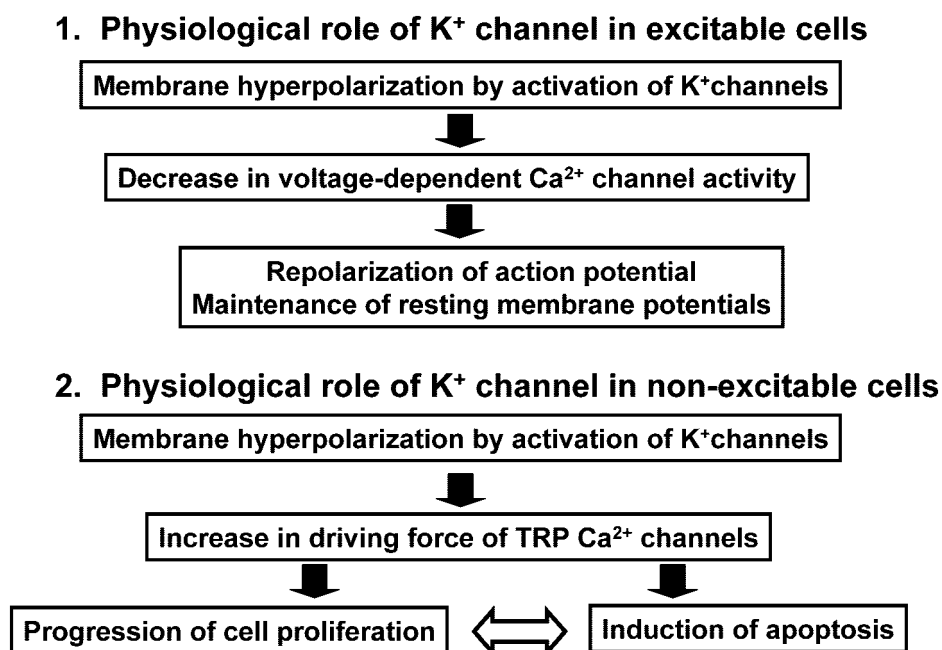 1. Physiological role of K⁺ channel in excitable cells
Membrane hyperpolarization by activation of K⁺channels
Decrease in voltage-dependent Ca²⁺ channel activity
Repolarization of action potential
Maintenance of resting membrane potentials
2. Physiological role of K⁺ channel in non-excitable cells
Membrane hyperpolarization by activation of K⁺channels
Increase in driving force of TRP Ca²⁺ channels
Progression of cell proliferation
Induction of apoptosis